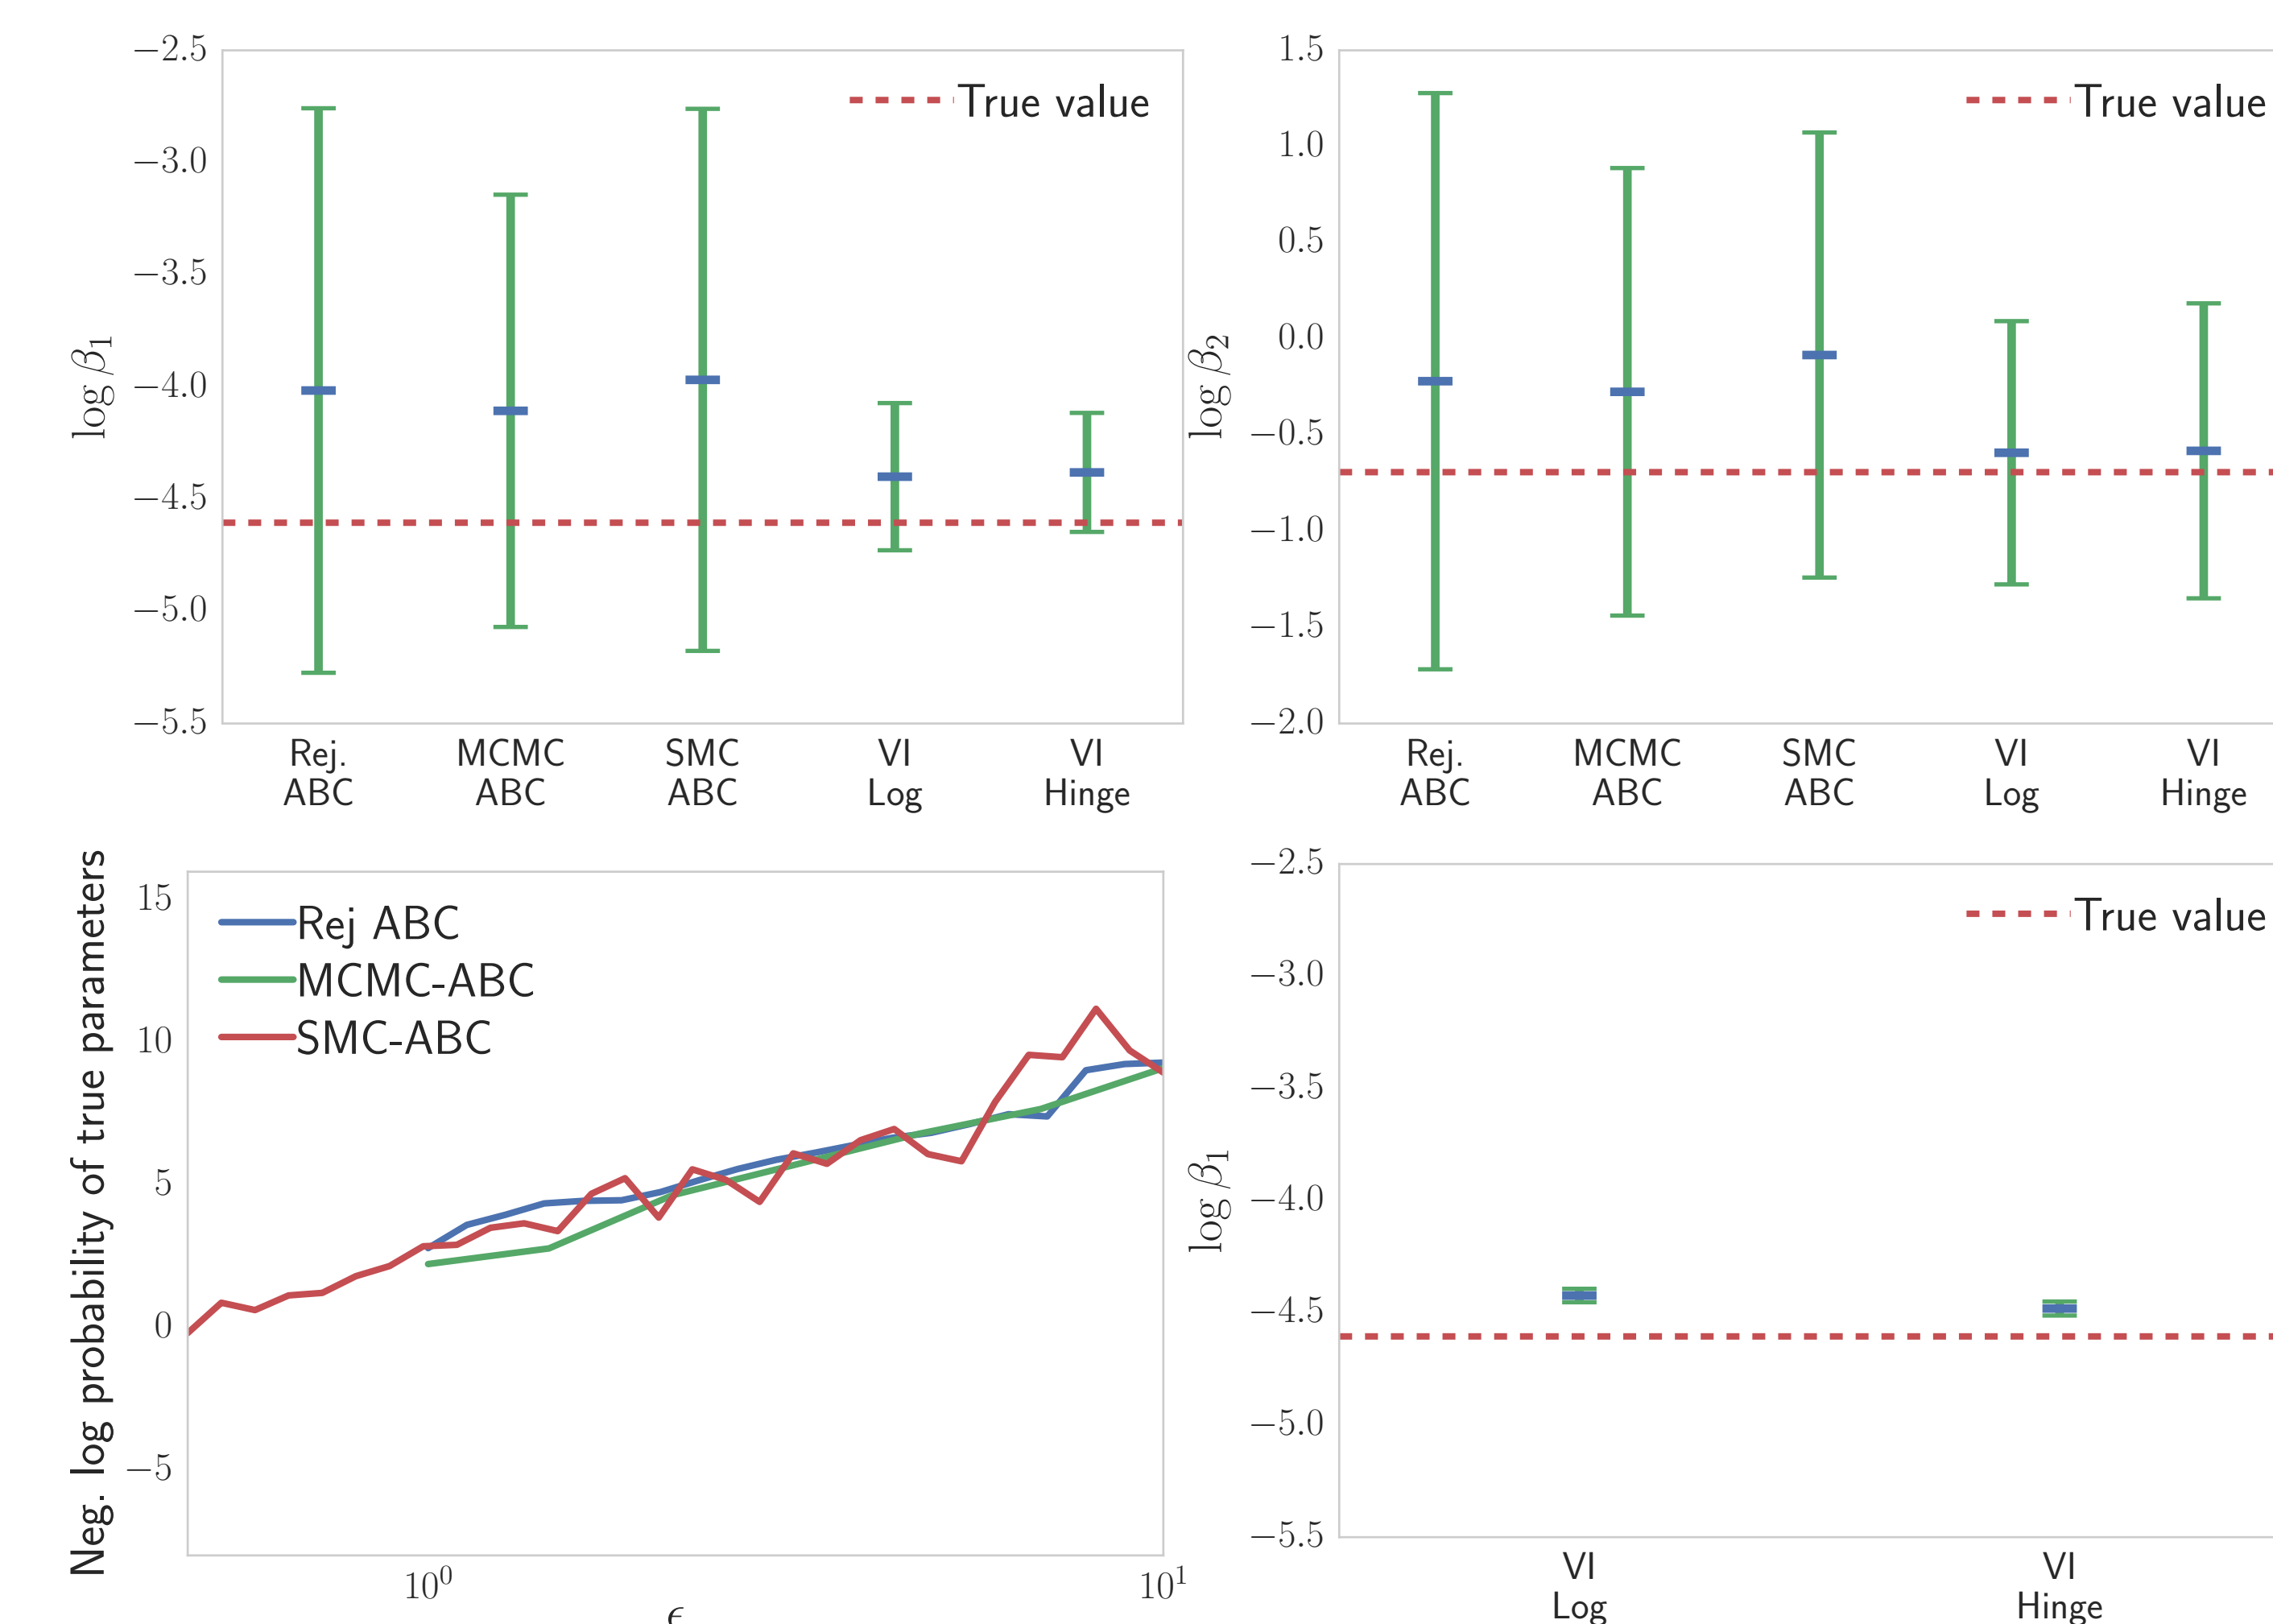 −2.5
−3.0
−3.5
−4.0
−4.5
−5.0
−5.5
log β₁
True value
Rej. ABC
MCMC ABC
SMC ABC
VI Log
VI Hinge
1.5
1.0
0.5
0.0
−0.5
−1.0
−1.5
−2.0
log β₂
True value
Rej. ABC
MCMC ABC
SMC ABC
VI Log
VI Hinge
Neg. log probability of true parameters
15
10
5
0
−5
Rej ABC
MCMC-ABC
SMC-ABC
10⁰
10¹
ϵ
−2.5
−3.0
−3.5
−4.0
−4.5
−5.0
−5.5
log β₁
True value
VI Log
VI Hinge